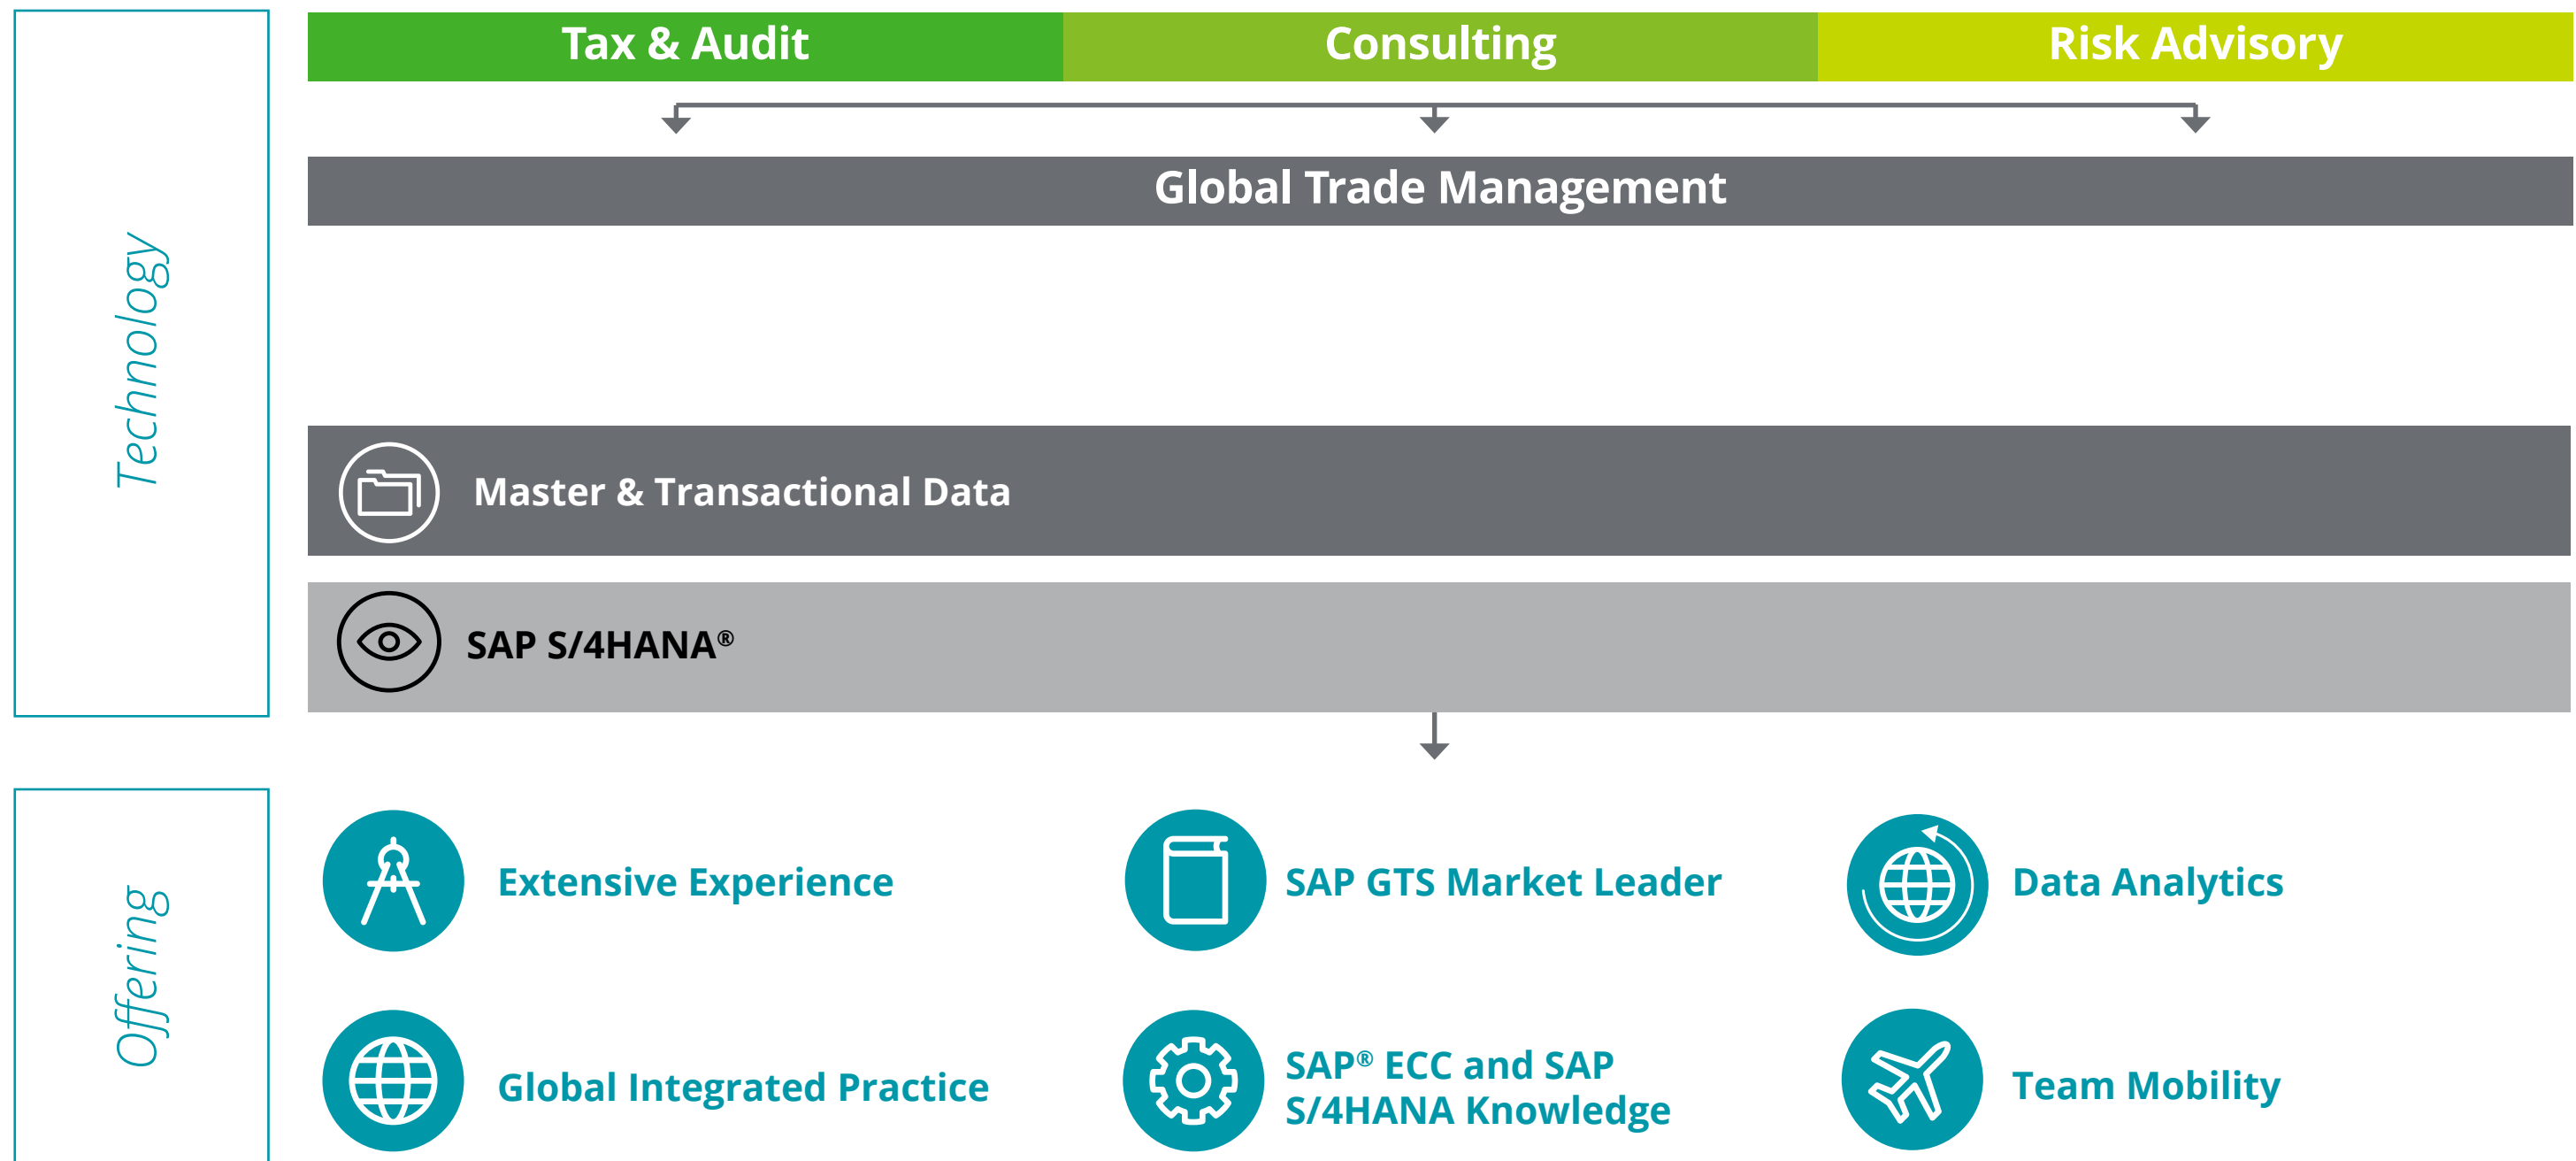 Technology
Tax & Audit
Consulting
Risk Advisory
Global Trade Management
Master & Transactional Data
SAP S/4HANA®
Offering
Extensive Experience
SAP GTS Market Leader
Data Analytics
Global Integrated Practice
SAP® ECC and SAP
S/4HANA Knowledge
Team Mobility